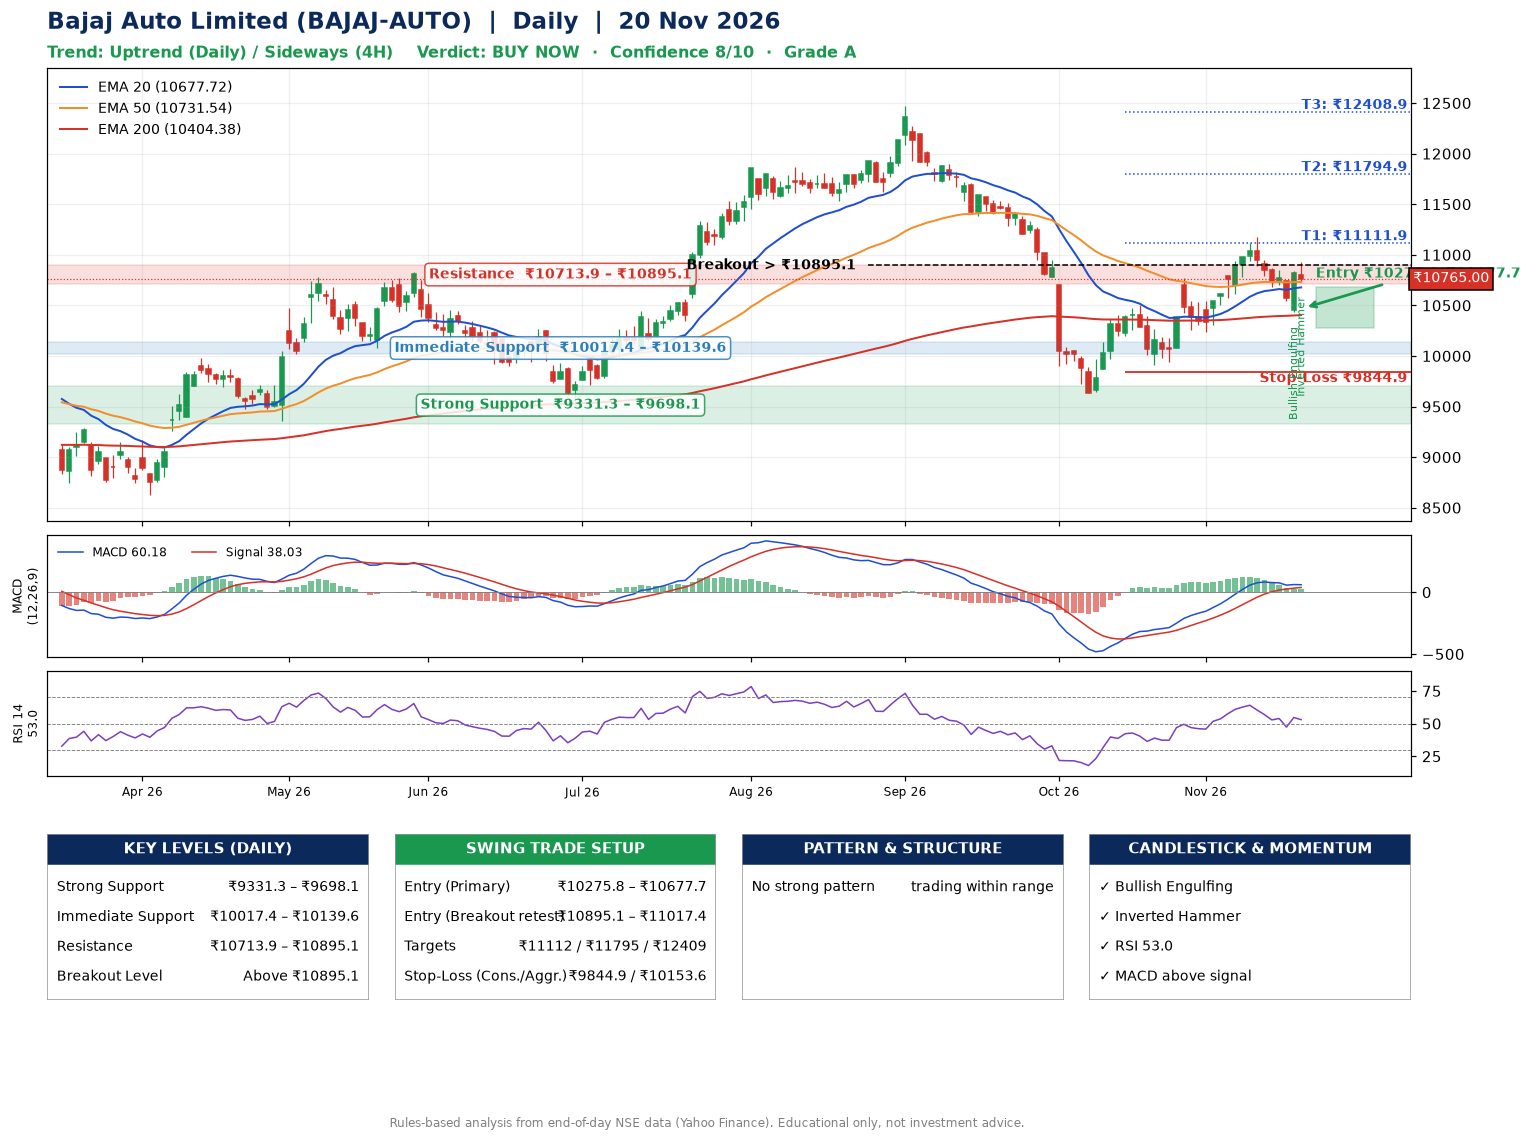 Bajaj Auto Limited (BAJAJ-AUTO) | Daily | 20 Nov 2026
Trend: Uptrend (Daily) / Sideways (4H) Verdict: BUY NOW · Confidence 8/10 · Grade A
EMA 20 (10677.72)
EMA 50 (10731.54)
EMA 200 (10404.38)
T3: ₹12408.9
T2: ₹11794.9
T1: ₹11111.9
Breakout > ₹10895.1
Resistance ₹10713.9 – ₹10895.1
Entry ₹1027
7.7
₹10765.00
Immediate Support ₹10017.4 – ₹10139.6
Stop-Loss ₹9844.9
Strong Support ₹9331.3 – ₹9698.1
Bullish Engulfing
Inverted Hammer
12500
12000
11500
11000
10500
10000
9500
9000
8500
MACD 60.18 Signal 38.03
MACD
(12,26,9)
0
−500
RSI 14
53.0
75
50
25
Apr 26 May 26 Jun 26 Jul 26 Aug 26 Sep 26 Oct 26 Nov 26
KEY LEVELS (DAILY)
Strong Support ₹9331.3 – ₹9698.1
Immediate Support ₹10017.4 – ₹10139.6
Resistance ₹10713.9 – ₹10895.1
Breakout Level Above ₹10895.1
SWING TRADE SETUP
Entry (Primary) ₹10275.8 – ₹10677.7
Entry (Breakout retest) ₹10895.1 – ₹11017.4
Targets ₹11112 / ₹11795 / ₹12409
Stop-Loss (Cons./Aggr.) ₹9844.9 / ₹10153.6
PATTERN & STRUCTURE
No strong pattern trading within range
CANDLESTICK & MOMENTUM
✓ Bullish Engulfing
✓ Inverted Hammer
✓ RSI 53.0
✓ MACD above signal
Rules-based analysis from end-of-day NSE data (Yahoo Finance). Educational only, not investment advice.